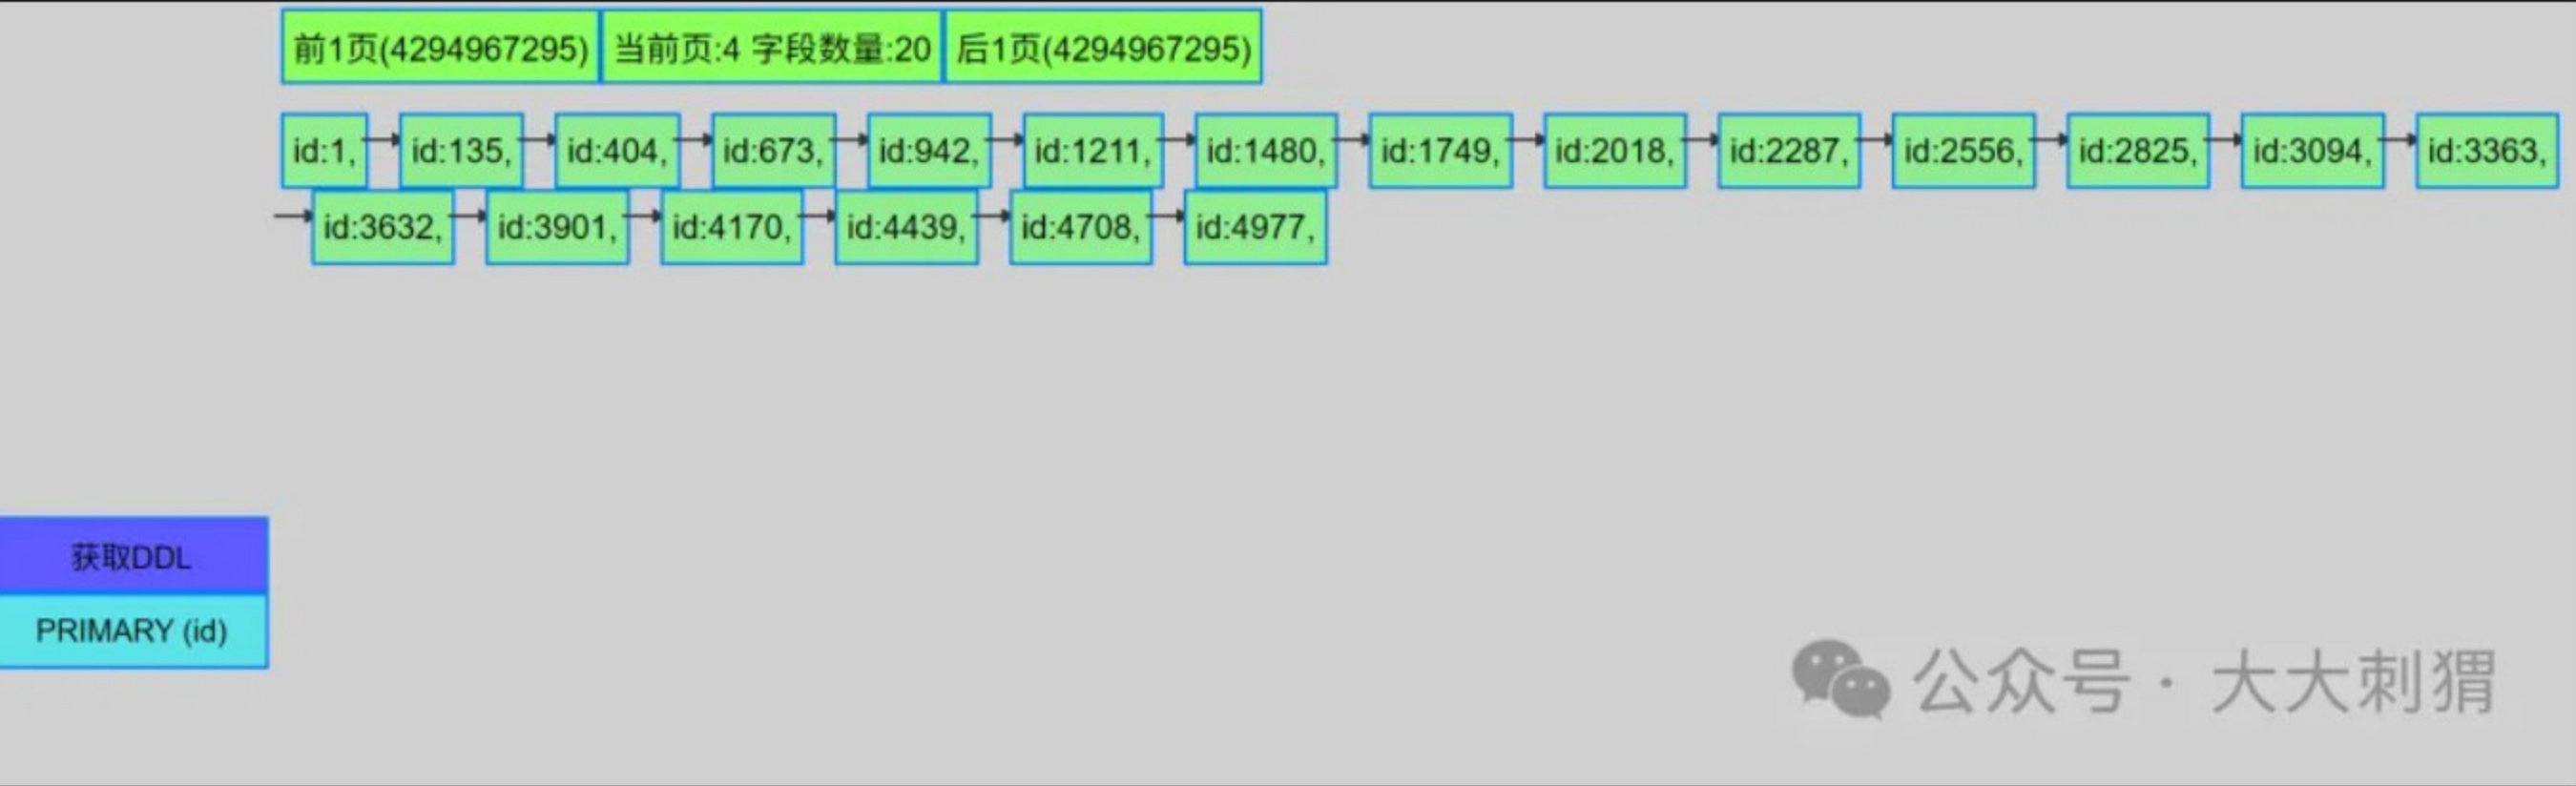 前1页(4294967295) 当前页:4 字段数量:20 后1页(4294967295)
id:1, id:135, id:404, id:673, id:942, id:1211, id:1480, id:1749, id:2018, id:2287, id:2556, id:2825, id:3094, id:3363,
id:3632, id:3901, id:4170, id:4439, id:4708, id:4977,
获取DDL
PRIMARY (id)
公众号 · 大大刺猬